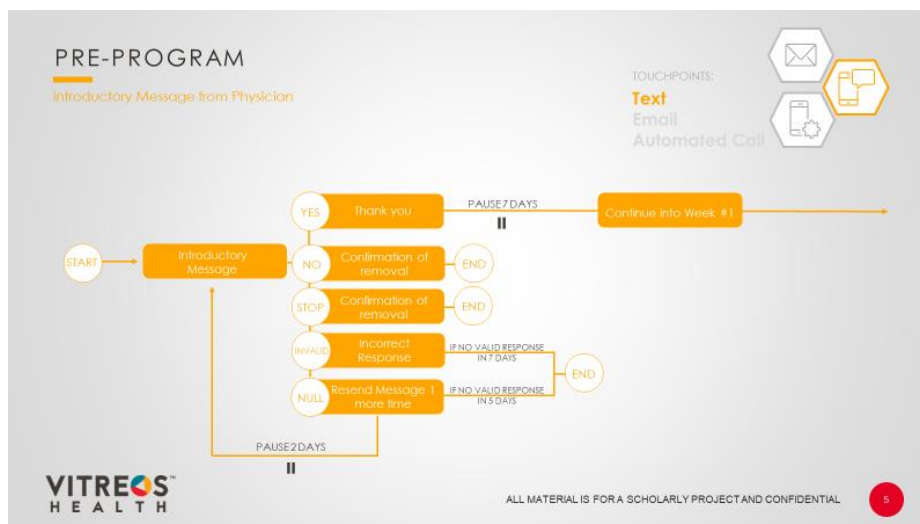 PRE-PROGRAM
Introductory Message from Physician
TOUCHPOINTS:
Text
Email
Automated Call
START
Introductory
Message
YES
Thank you
PAUSE 7 DAYS
Continue into Week #1
NO
Confirmation of
removal
END
STOP
Confirmation of
removal
END
INVALID
Incorrect
Response
IF NO VALID RESPONSE
IN 7 DAYS
NULL
Resend Message 1
more time
IF NO VALID RESPONSE
IN 5 DAYS
END
PAUSE 2 DAYS
VITREOS™
HEALTH
ALL MATERIAL IS FOR A SCHOLARLY PROJECT AND CONFIDENTIAL
5